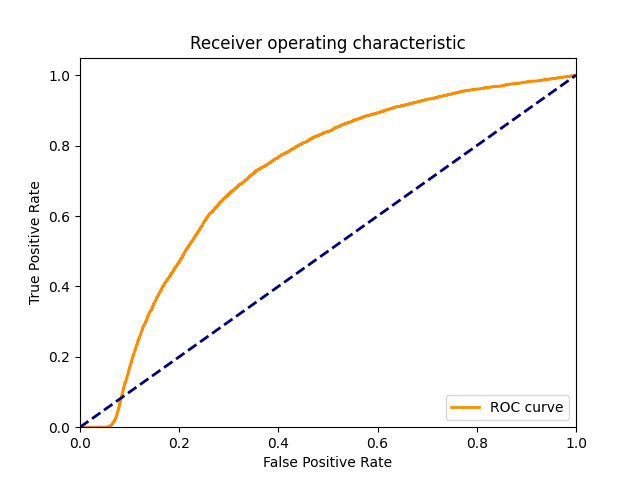 Receiver operating characteristic
True Positive Rate
1.0
0.8
0.6
0.4
0.2
0.0
0.0 0.2 0.4 0.6 0.8 1.0
False Positive Rate
ROC curve